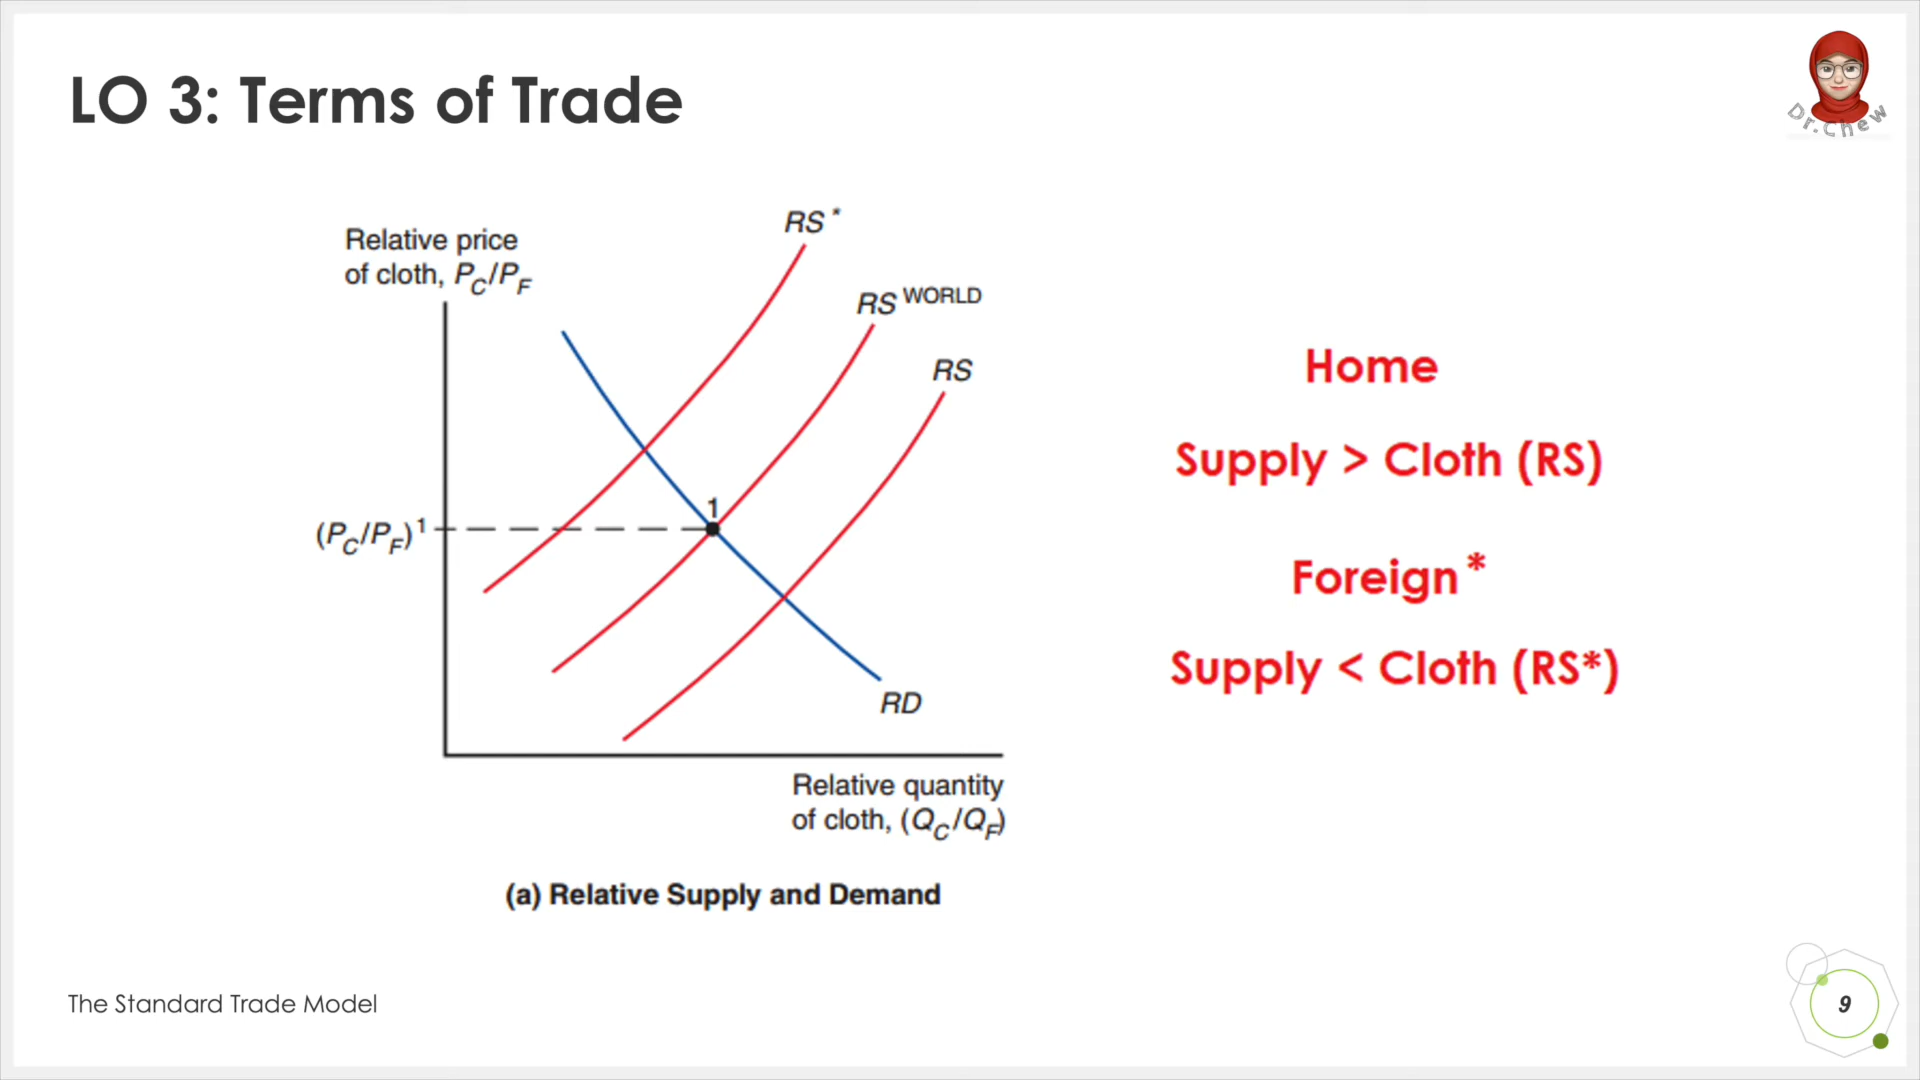 LO 3: Terms of Trade
Dr.Chew
Relative price
of cloth, PC/PF
RS*
RS WORLD
RS
1
(PC/PF)1
RD
Relative quantity
of cloth, (QC/QF)
(a) Relative Supply and Demand
Home
Supply > Cloth (RS)
Foreign*
Supply < Cloth (RS*)
The Standard Trade Model
9